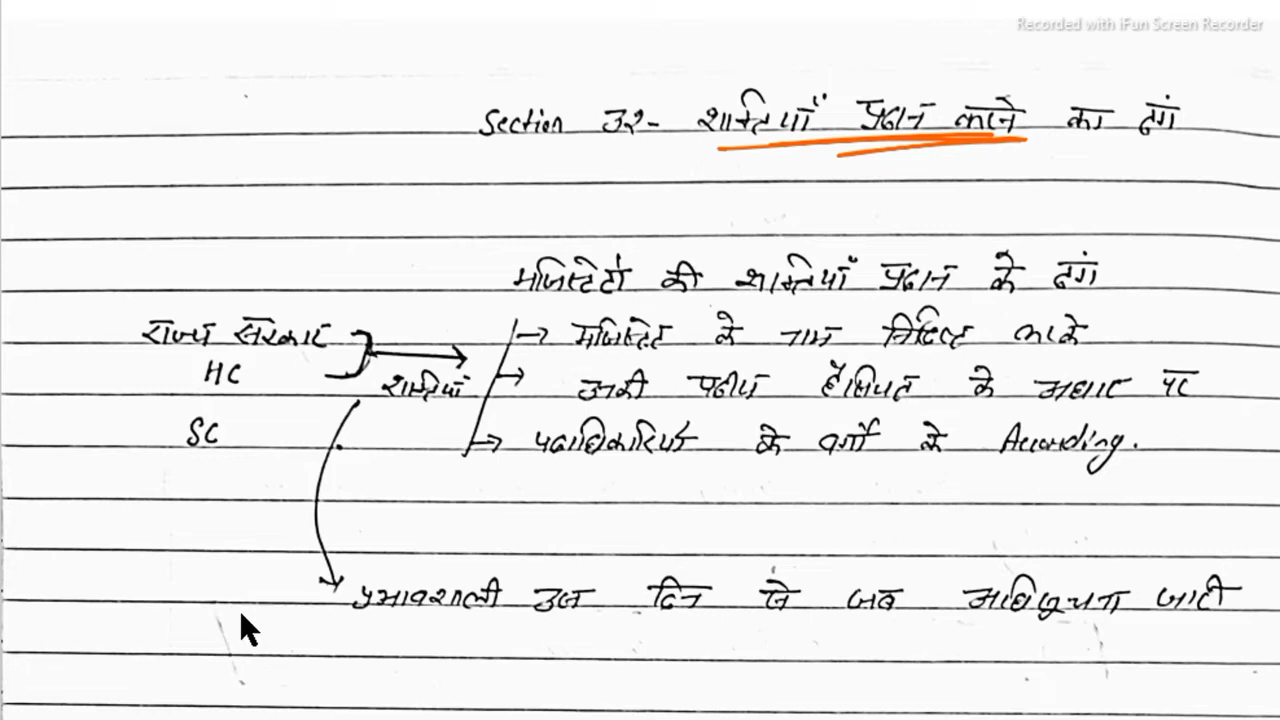 Recorded with iFun Screen Recorder
Section 32- शक्तियाँ प्रदान करने का ढंग
मजिस्टेटो की शक्तियाँ प्रदान के ढंग
राज्य सरकार → मजिस्टेट के नाम निर्दिष्ट करके
HC शक्तियाँ → उनकी पदीय हैसियत के आधार पर
SC → पदाधिकारियों के वर्गो के According.
प्रभावशाली उस दिन से जब अधिसूचना जारी